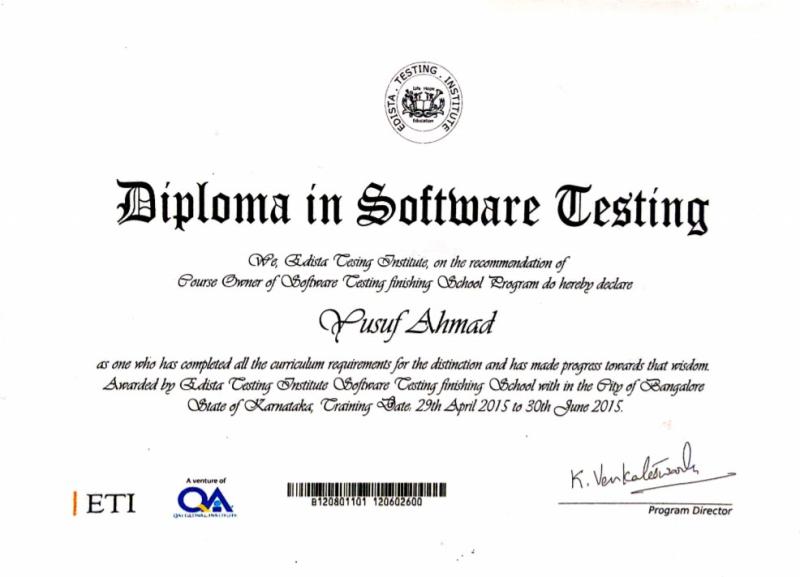 EDISTA . TESTING . INSTITUTE
Life Hope
Education
Diploma in Software Testing
We, Edista Tesing Institute, on the recommendation of
Course Owner of Software Testing finishing School Program do hereby declare
Yusuf Ahmad
as one who has completed all the curriculum requirements for the distinction and has made progress towards that wisdom.
Awarded by Edista Testing Institute Software Testing finishing School with in the City of Bangalore
State of Karnataka, Training Date: 29th April 2015 to 30th June 2015.
ETI
A venture of
QAI
QAI GLOBAL INSTITUTE
B120801101 120602600
K. Venkateswarlu
Program Director